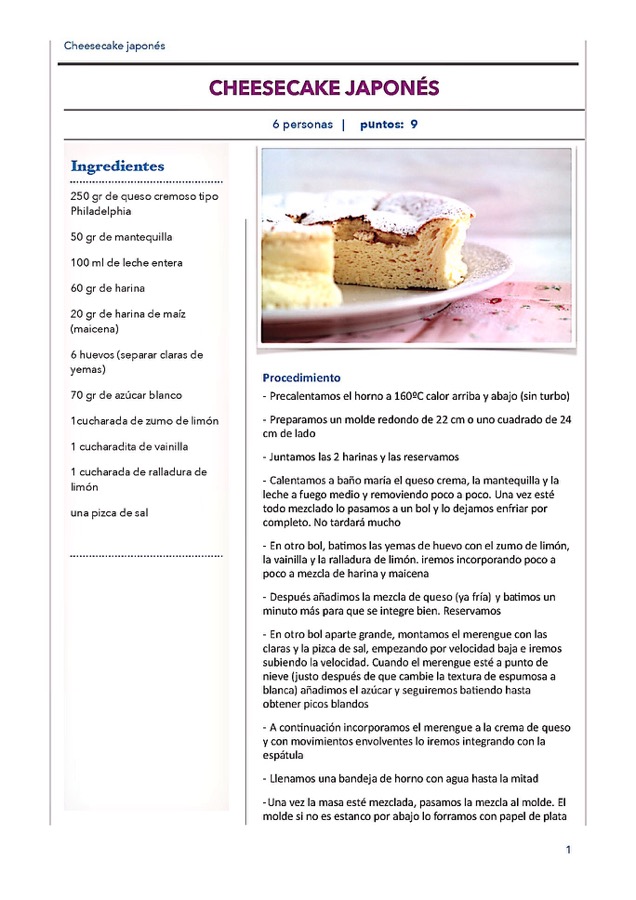 Cheesecake japonés
CHEESECAKE JAPONÉS
6 personas | puntos: 9
Ingredientes
250 gr de queso cremoso tipo
Philadelphia
50 gr de mantequilla
100 ml de leche entera
60 gr de harina
20 gr de harina de maíz
(maicena)
6 huevos (separar claras de
yemas)
70 gr de azúcar blanco
1cucharada de zumo de limón
1 cucharadita de vainilla
1 cucharada de ralladura de
limón
una pizca de sal
Procedimiento
- Precalentamos el horno a 160ºC calor arriba y abajo (sin turbo)
- Preparamos un molde redondo de 22 cm o uno cuadrado de 24
cm de lado
- Juntamos las 2 harinas y las reservamos
- Calentamos a baño maría el queso crema, la mantequilla y la
leche a fuego medio y removiendo poco a poco. Una vez esté
todo mezclado lo pasamos a un bol y lo dejamos enfriar por
completo. No tardará mucho
- En otro bol, batimos las yemas de huevo con el zumo de limón,
la vainilla y la ralladura de limón. iremos incorporando poco a
poco a mezcla de harina y maicena
- Después añadimos la mezcla de queso (ya fría) y batimos un
minuto más para que se integre bien. Reservamos
- En otro bol aparte grande, montamos el merengue con las
claras y la pizca de sal, empezando por velocidad baja e iremos
subiendo la velocidad. Cuando el merengue esté a punto de
nieve (justo después de que cambie la textura de espumosa a
blanca) añadimos el azúcar y seguiremos batiendo hasta
obtener picos blandos
- A continuación incorporamos el merengue a la crema de queso
y con movimientos envolventes lo iremos integrando con la
espátula
- Llenamos una bandeja de horno con agua hasta la mitad
-Una vez la masa esté mezclada, pasamos la mezcla al molde. El
molde si no es estanco por abajo lo forramos con papel de plata
1